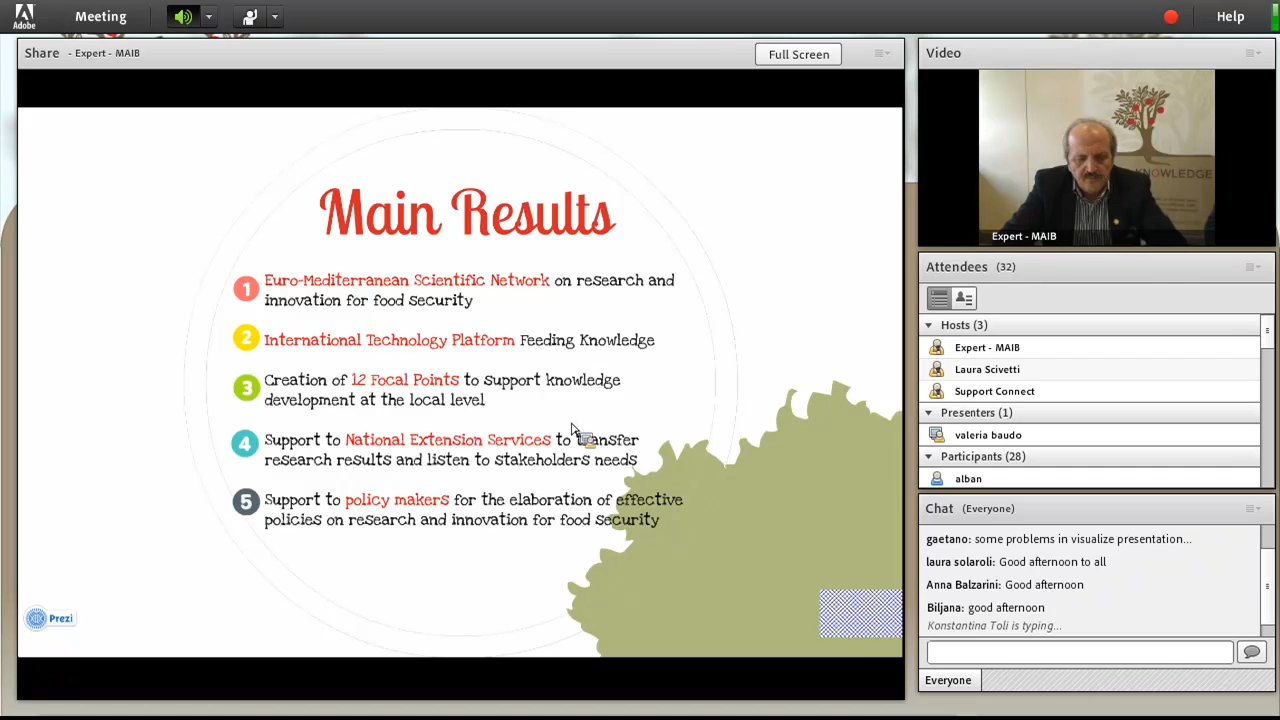 Adobe
Meeting
Help
Share - Expert - MAIB
Full Screen
Main Results
1 Euro-Mediterranean Scientific Network on research and
innovation for food security
2 International Technology Platform Feeding Knowledge
3 Creation of 12 Focal Points to support knowledge
development at the local level
4 Support to National Extension Services to transfer
research results and listen to stakeholders needs
5 Support to policy makers for the elaboration of effective
policies on research and innovation for food security
Prezi
Video
KNOWLEDGE
Expert - MAIB
Attendees (32)
Hosts (3)
Expert - MAIB
Laura Scivetti
Support Connect
Presenters (1)
valeria baudo
Participants (28)
alban
Chat (Everyone)
gaetano: some problems in visualize presentation...
laura solaroli: Good afternoon to all
Anna Balzarini: Good afternoon
Biljana: good afternoon
Konstantina Toli is typing...
Everyone